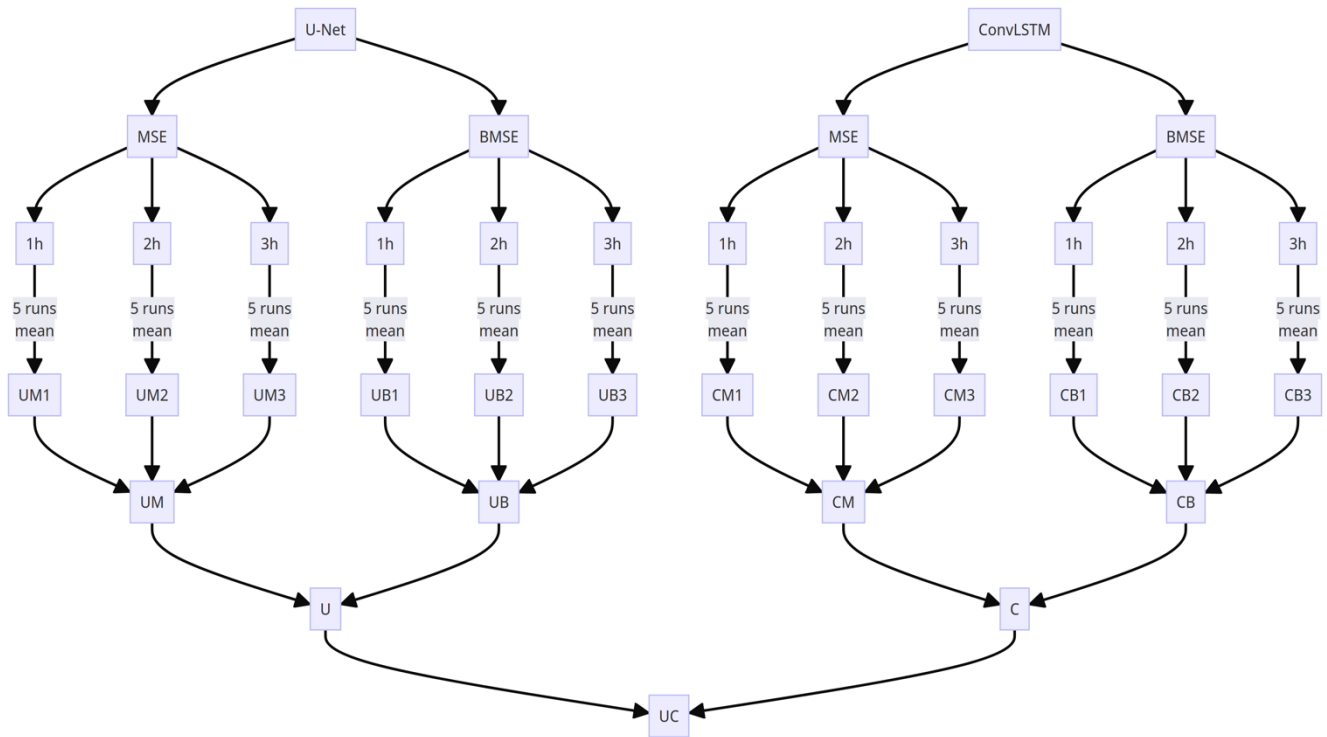 U-Net
ConvLSTM
MSE
BMSE
MSE
BMSE
1h
2h
3h
1h
2h
3h
1h
2h
3h
1h
2h
3h
5 runs
mean
5 runs
mean
5 runs
mean
5 runs
mean
5 runs
mean
5 runs
mean
5 runs
mean
5 runs
mean
5 runs
mean
5 runs
mean
5 runs
mean
5 runs
mean
UM1
UM2
UM3
UB1
UB2
UB3
CM1
CM2
CM3
CB1
CB2
CB3
UM
UB
CM
CB
U
C
UC